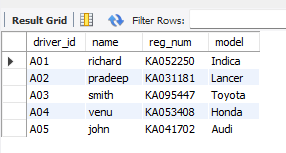 Result Grid Filter Rows:
driver_id name reg_num model
A01 richard KA052250 Indica
A02 pradeep KA031181 Lancer
A03 smith KA095447 Toyota
A04 venu KA053408 Honda
A05 john KA041702 Audi